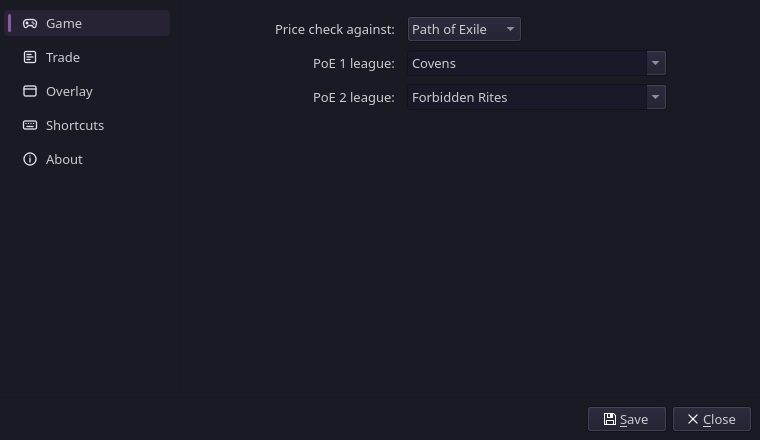 Game
Trade
Overlay
Shortcuts
About
Price check against: Path of Exile
PoE 1 league: Covens
PoE 2 league: Forbidden Rites
Save Close